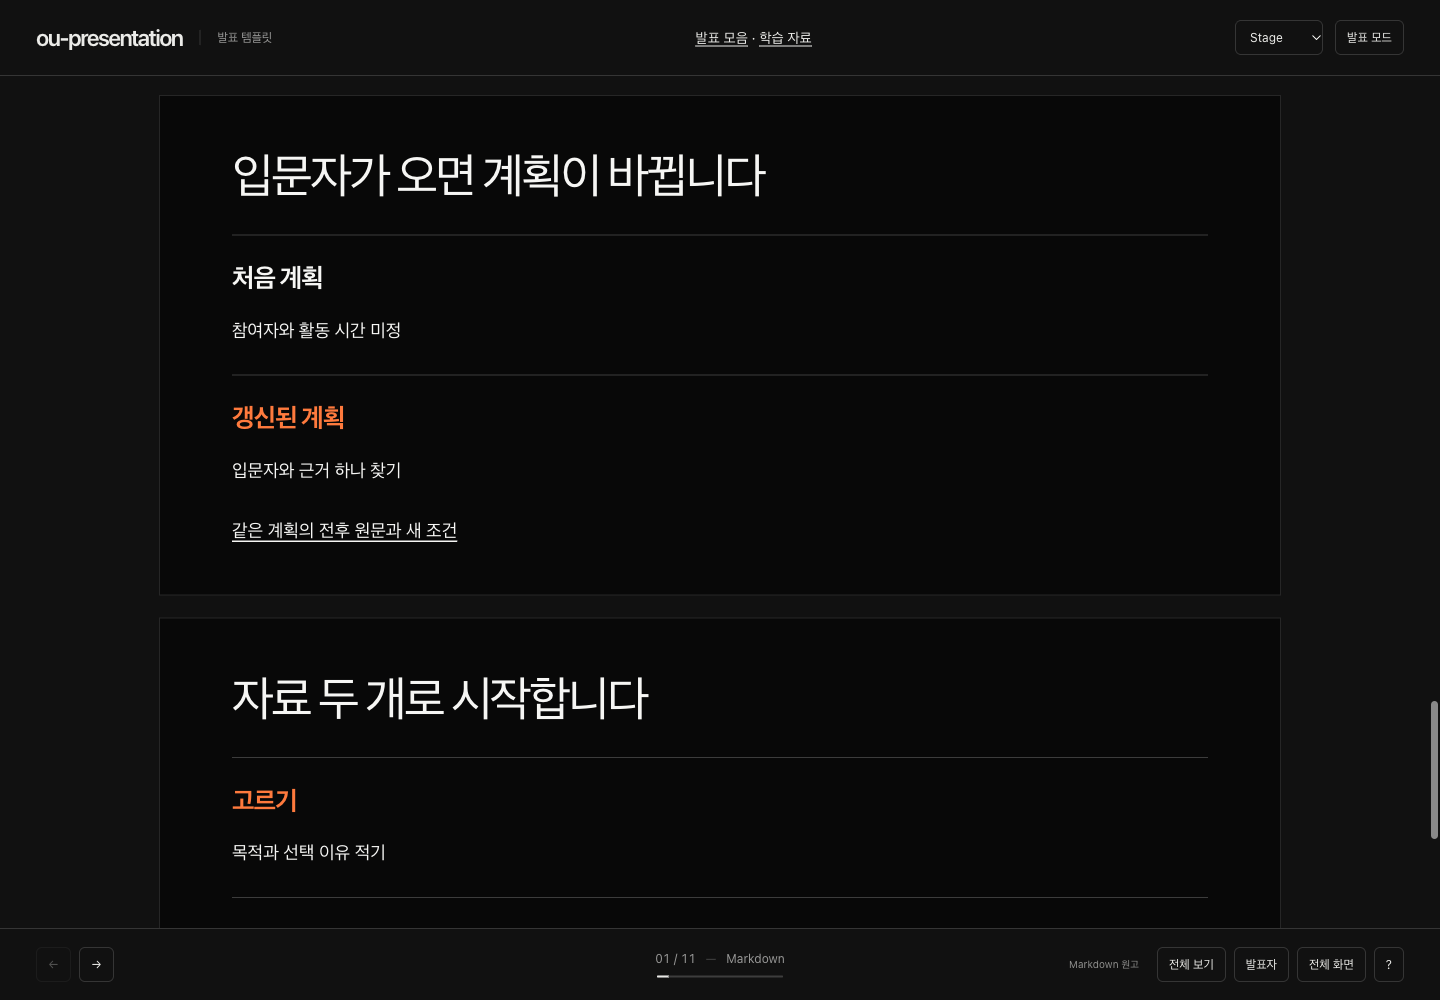 ou-presentation | 발표 템플릿
발표 모음 · 학습 자료
Stage
발표 모드
입문자가 오면 계획이 바뀝니다
처음 계획
참여자와 활동 시간 미정
갱신된 계획
입문자와 근거 하나 찾기
같은 계획의 전후 원문과 새 조건
자료 두 개로 시작합니다
고르기
목적과 선택 이유 적기
← →
01 / 11 — Markdown
Markdown 원고
전체 보기
발표자
전체 화면
?